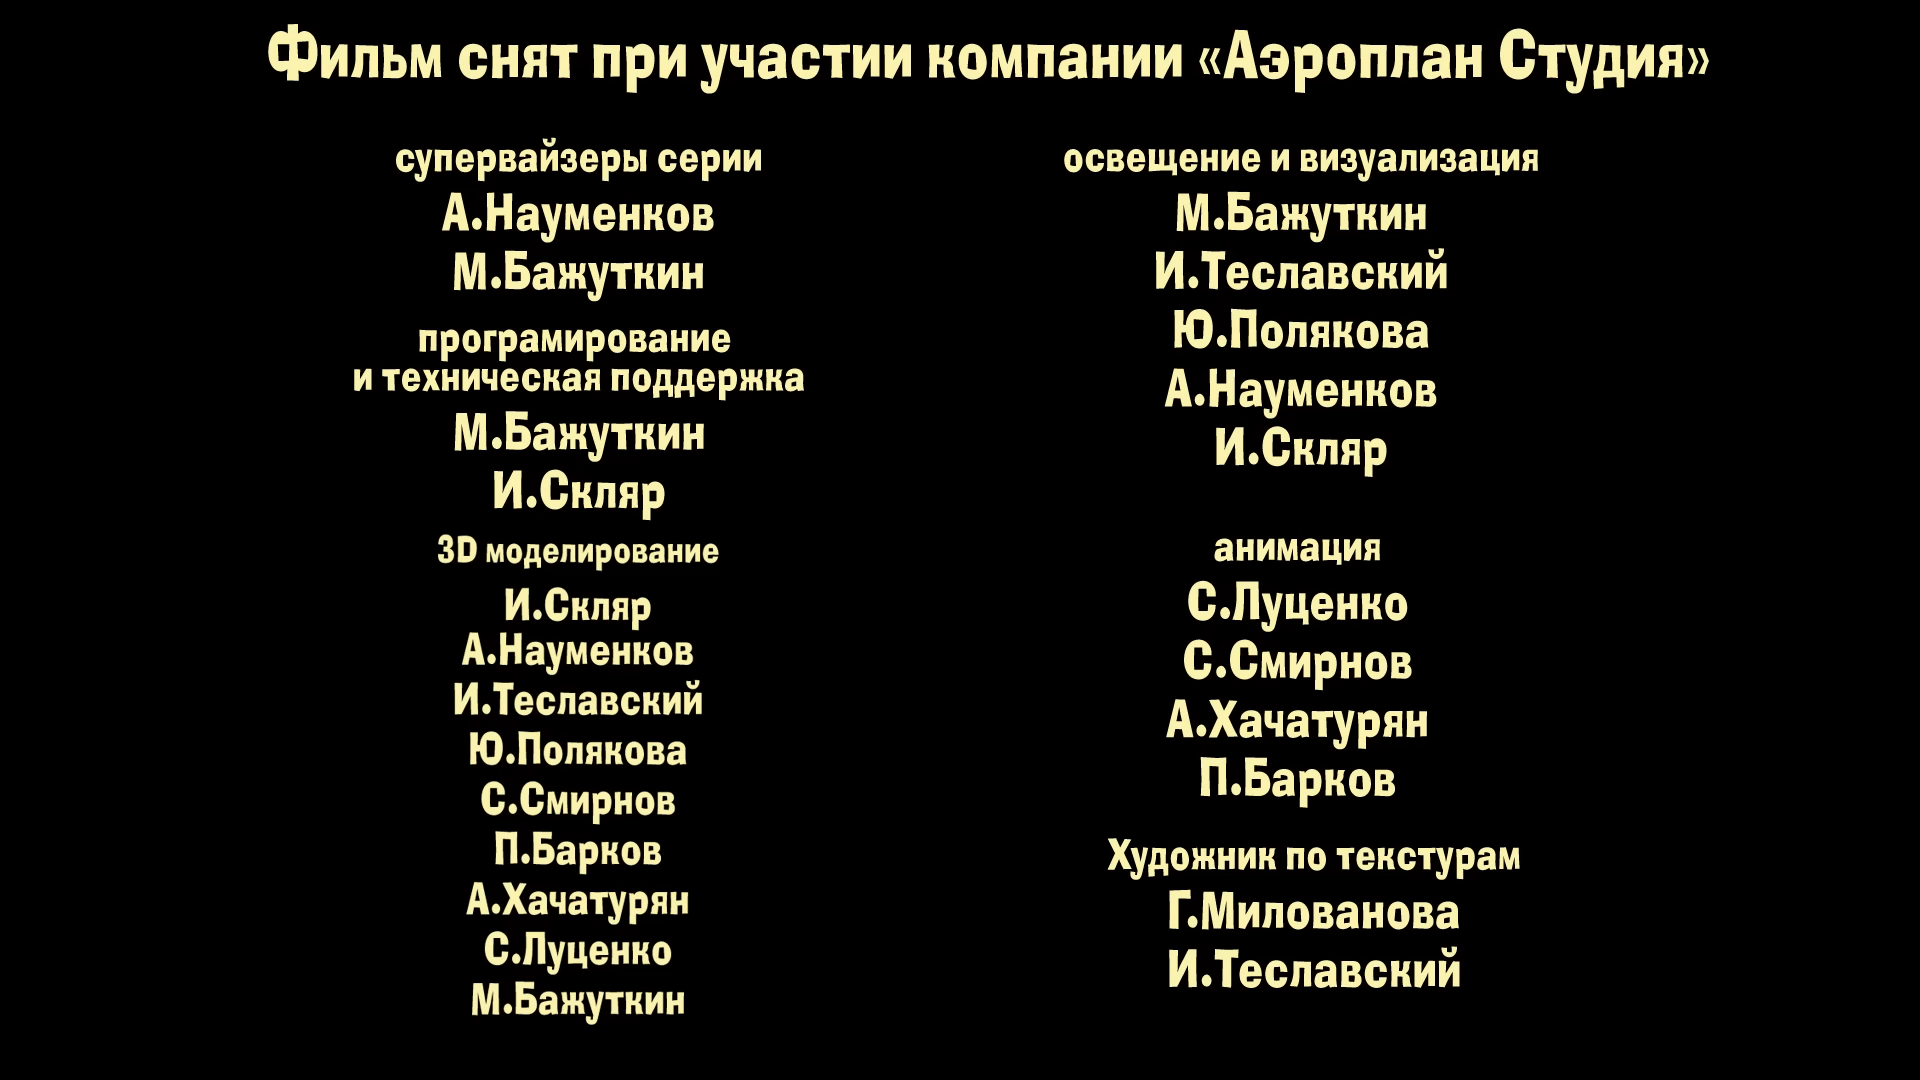 Фильм снят при участии компании «Аэроплан Студия»
супервайзеры серии
А.Науменков
М.Бажуткин
програмирование
и техническая поддержка
М.Бажуткин
И.Скляр
3D моделирование
И.Скляр
А.Науменков
И.Теславский
Ю.Полякова
С.Смирнов
П.Барков
А.Хачатурян
С.Луценко
М.Бажуткин
освещение и визуализация
М.Бажуткин
И.Теславский
Ю.Полякова
А.Науменков
И.Скляр
анимация
С.Луценко
С.Смирнов
А.Хачатурян
П.Барков
Художник по текстурам
Г.Милованова
И.Теславский